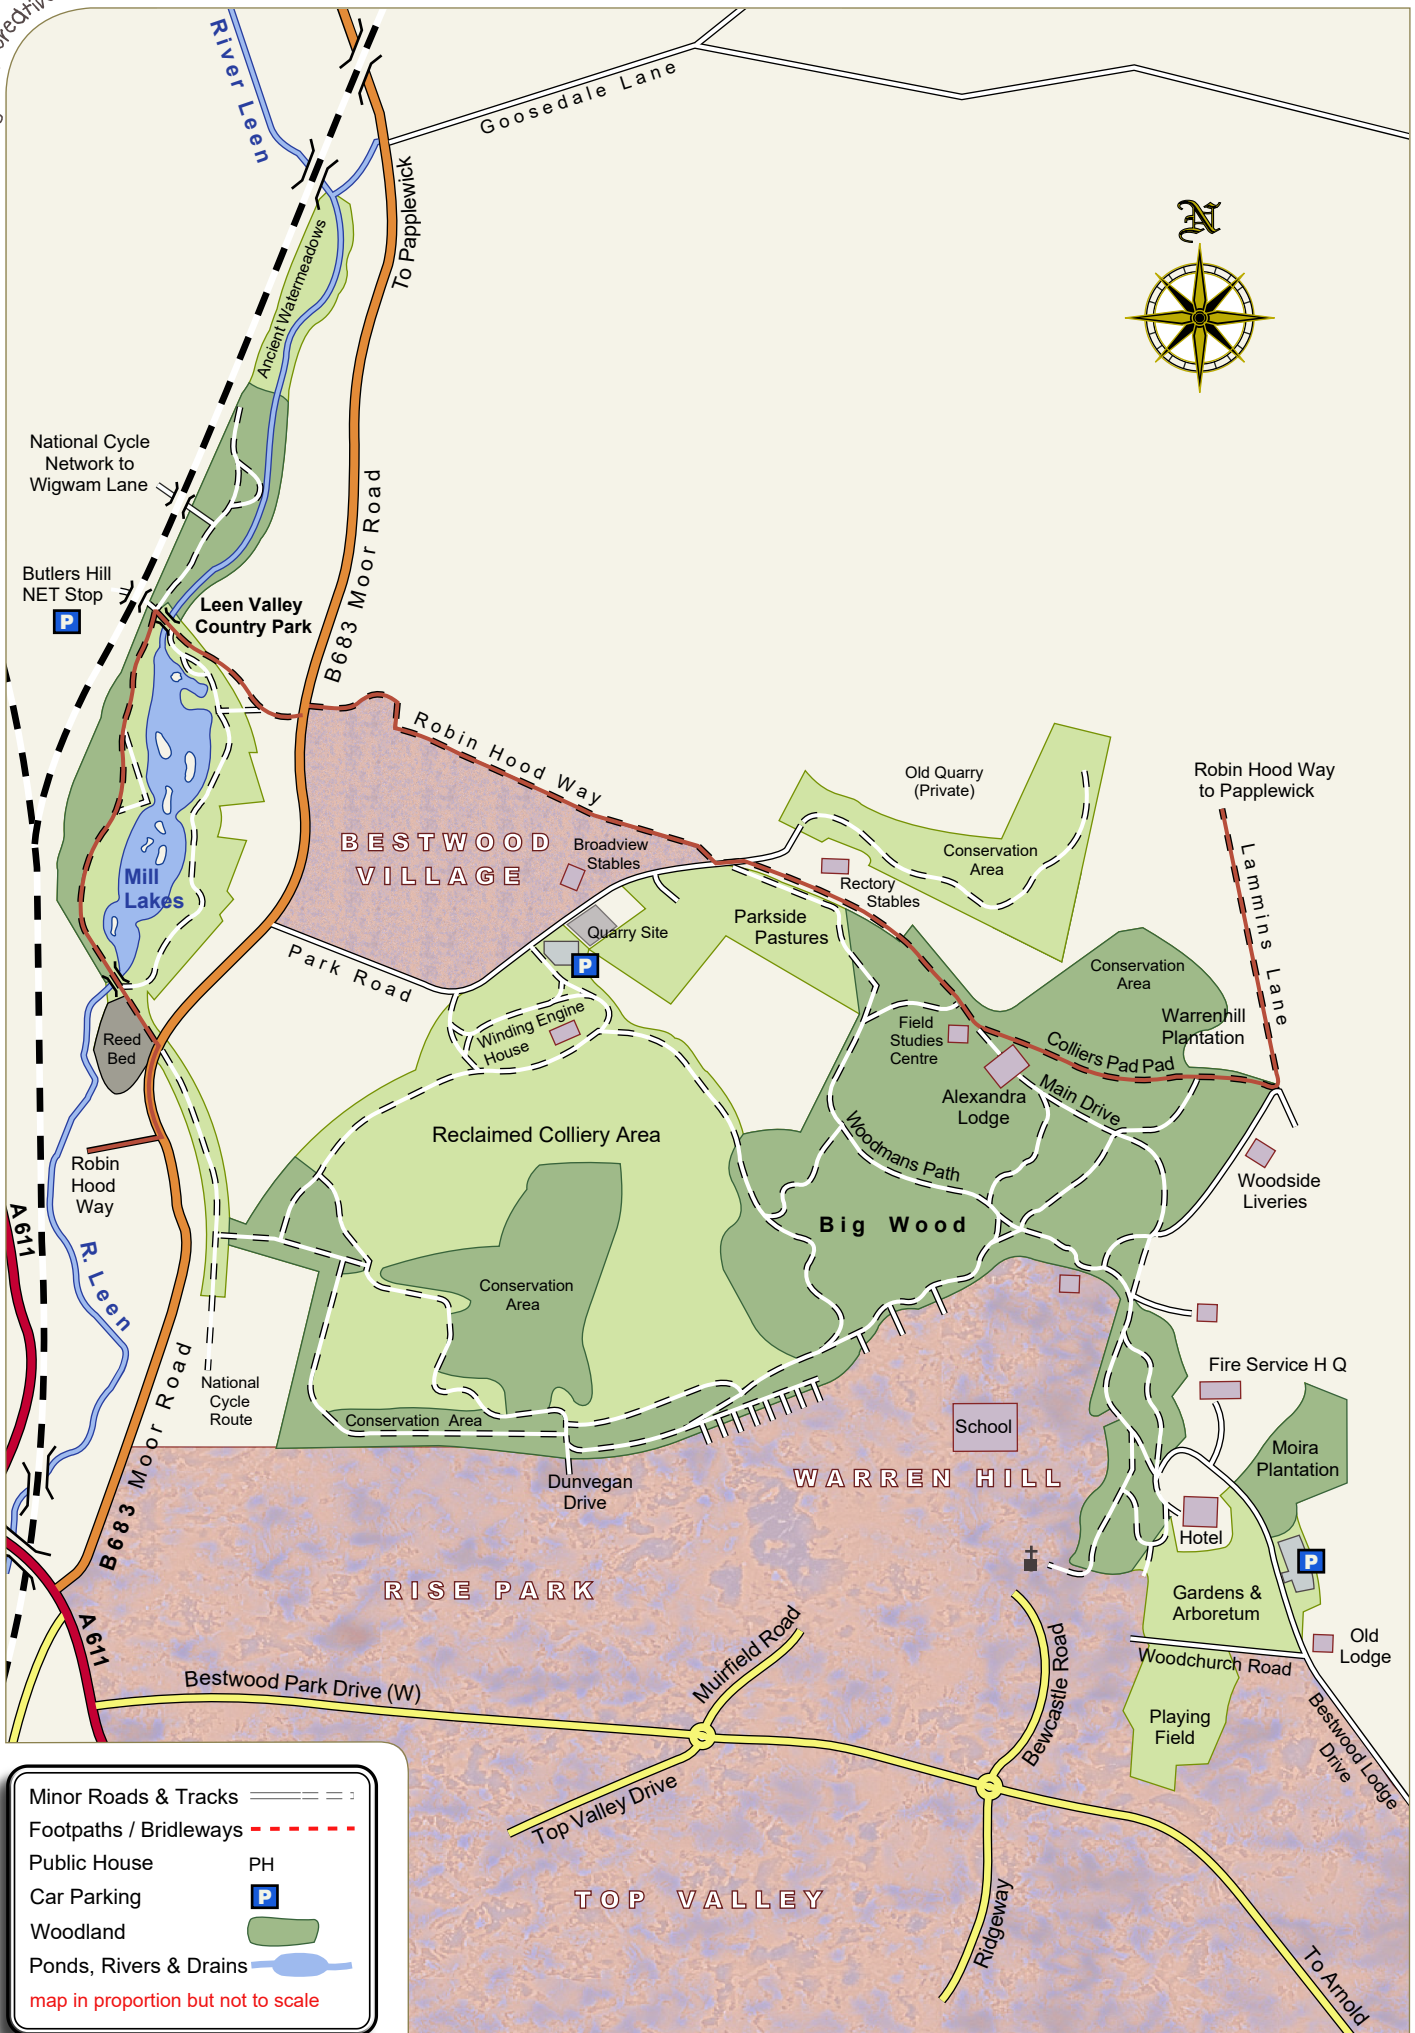 River Leen
Goosedale Lane
To Papplewick
N
Ancient Watermeadows
National Cycle
Network to
Wigwam Lane
B683 Moor Road
Butlers Hill
NET Stop
P
Leen Valley
Country Park
Robin Hood Way
BESTWOOD
VILLAGE
Broadview
Stables
Old Quarry
(Private)
Robin Hood Way
to Papplewick
Conservation
Area
Lammins Lane
Mill
Lakes
Rectory
Stables
Parkside
Pastures
Quarry Site
P
Park Road
Conservation
Area
Warrenhill
Plantation
Winding Engine
House
Field
Studies
Centre
Colliers Pad Pad
Reed
Bed
Alexandra
Lodge
Main Drive
Reclaimed Colliery Area
Woodmans Path
Robin
Hood
Way
Woodside
Liveries
Big Wood
A 611
R. Leen
Conservation
Area
National
Cycle
Route
Fire Service H Q
Conservation Area
School
Moira
Plantation
WARREN HILL
Dunvegan
Drive
B683 Moor Road
Hotel
P
RISE PARK
Gardens &
Arboretum
A 611
Muirfield Road
Bewcastle Road
Old
Lodge
Woodchurch Road
Bestwood Park Drive (W)
Playing
Field
Bestwood Lodge
Drive
Top Valley Drive
TOP VALLEY
Ridgeway
To Arnold
Minor Roads & Tracks
Footpaths / Bridleways
Public House PH
Car Parking P
Woodland
Ponds, Rivers & Drains
map in proportion but not to scale